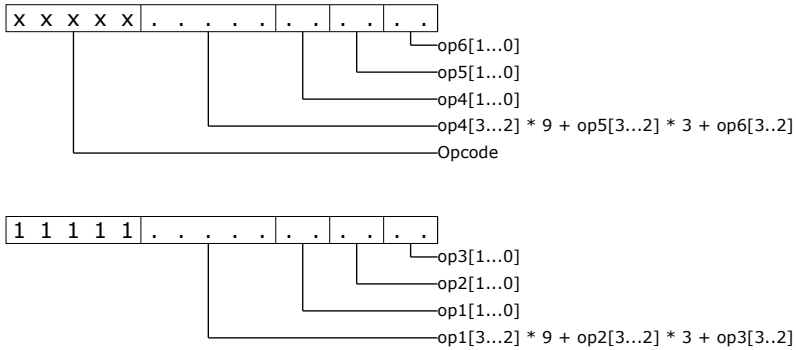 x x x x x . . . . . . . . . . .
op6[1...0]
op5[1...0]
op4[1...0]
op4[3...2] * 9 + op5[3...2] * 3 + op6[3..2]
Opcode
1 1 1 1 1 . . . . . . . . . . .
op3[1...0]
op2[1...0]
op1[1...0]
op1[3...2] * 9 + op2[3...2] * 3 + op3[3..2]